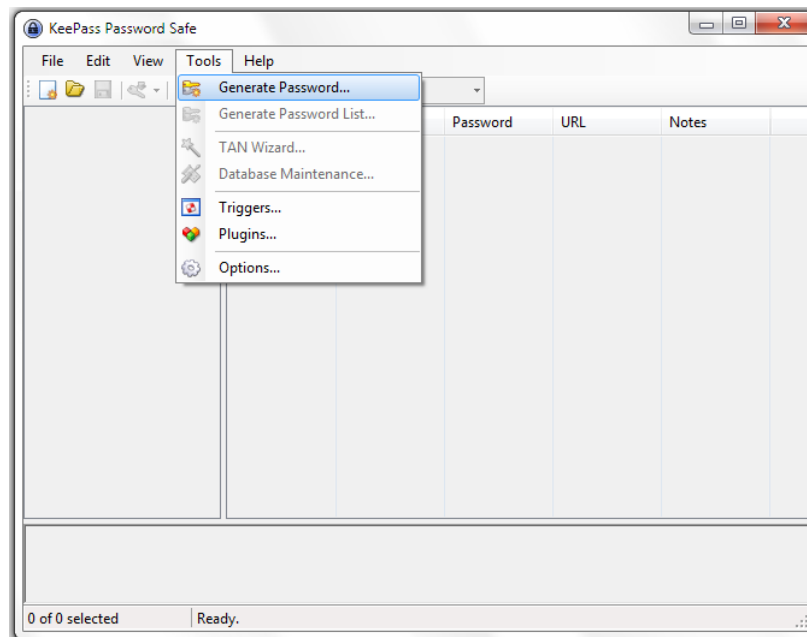 KeePass Password Safe
File Edit View Tools Help
Generate Password...
Generate Password List...
Password URL Notes
TAN Wizard...
Database Maintenance...
Triggers...
Plugins...
Options...
0 of 0 selected Ready.